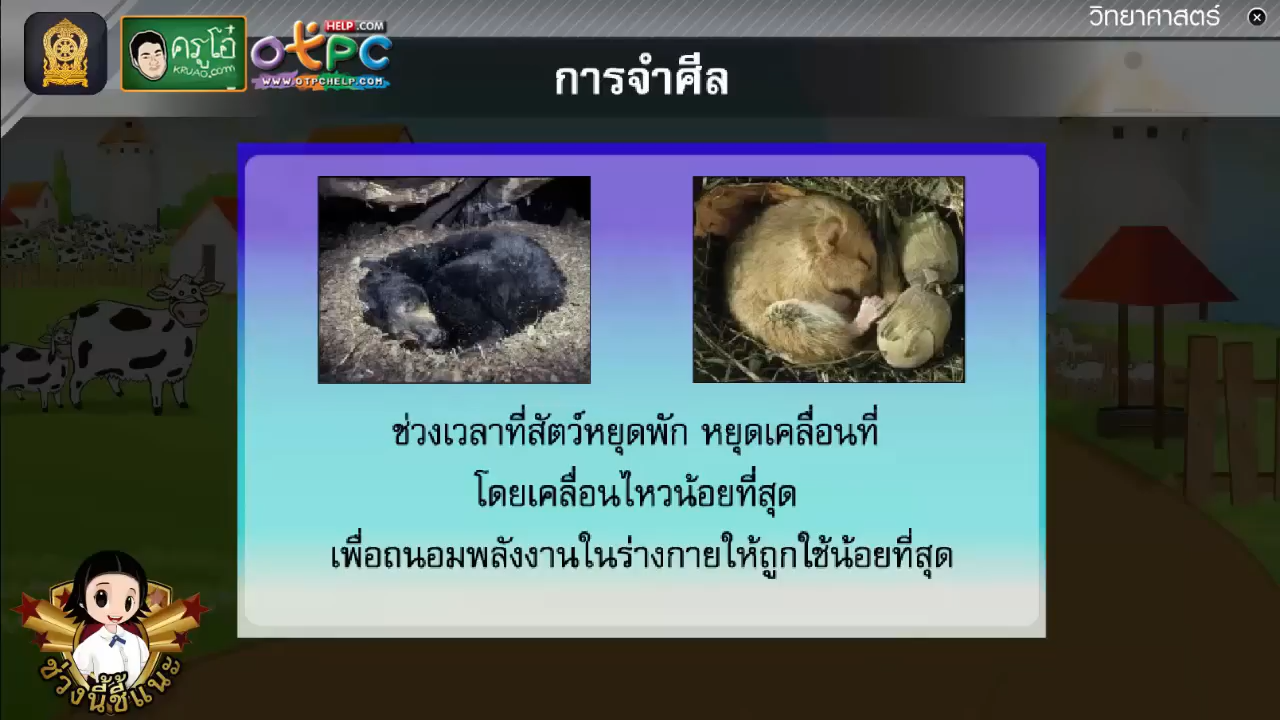 วิทยาศาสตร์
ครูโอ๋
KRUAO.com
HELP.COM
OTPC
WWW.OTPCHELP.COM
การจำศีล
ช่วงเวลาที่สัตว์หยุดพัก หยุดเคลื่อนที่
โดยเคลื่อนไหวน้อยที่สุด
เพื่อถนอมพลังงานในร่างกายให้ถูกใช้น้อยที่สุด
ช่วงนี้ชี้แนะ